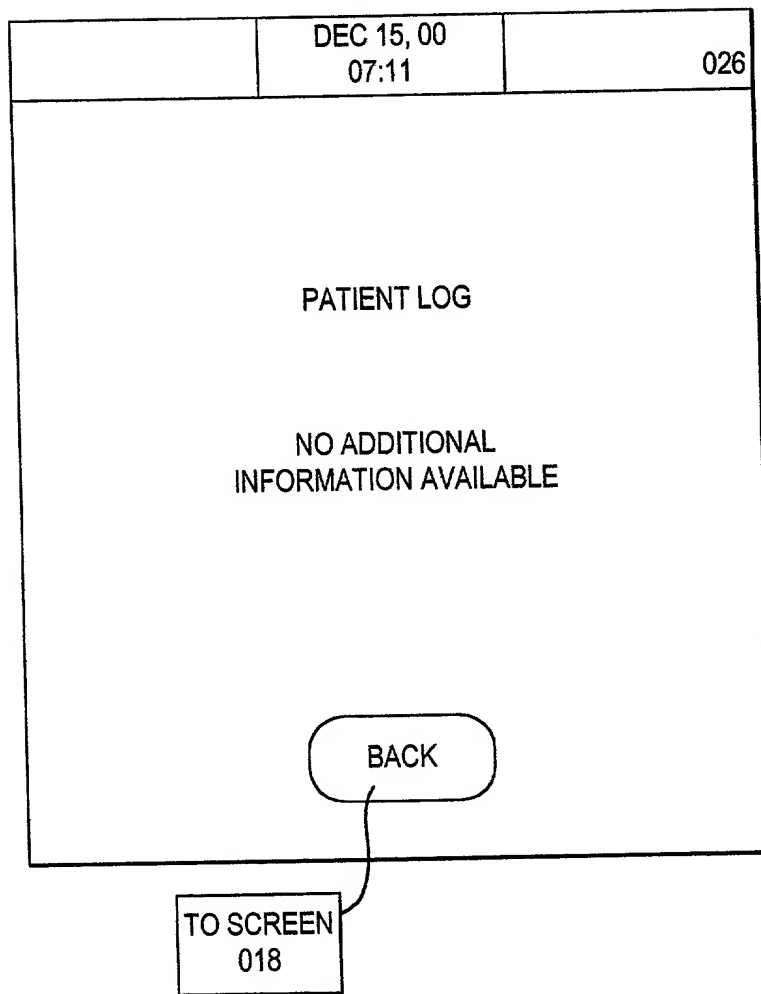 DEC 15, 00
07:11
026
PATIENT LOG
NO ADDITIONAL
INFORMATION AVAILABLE
BACK
TO SCREEN
018